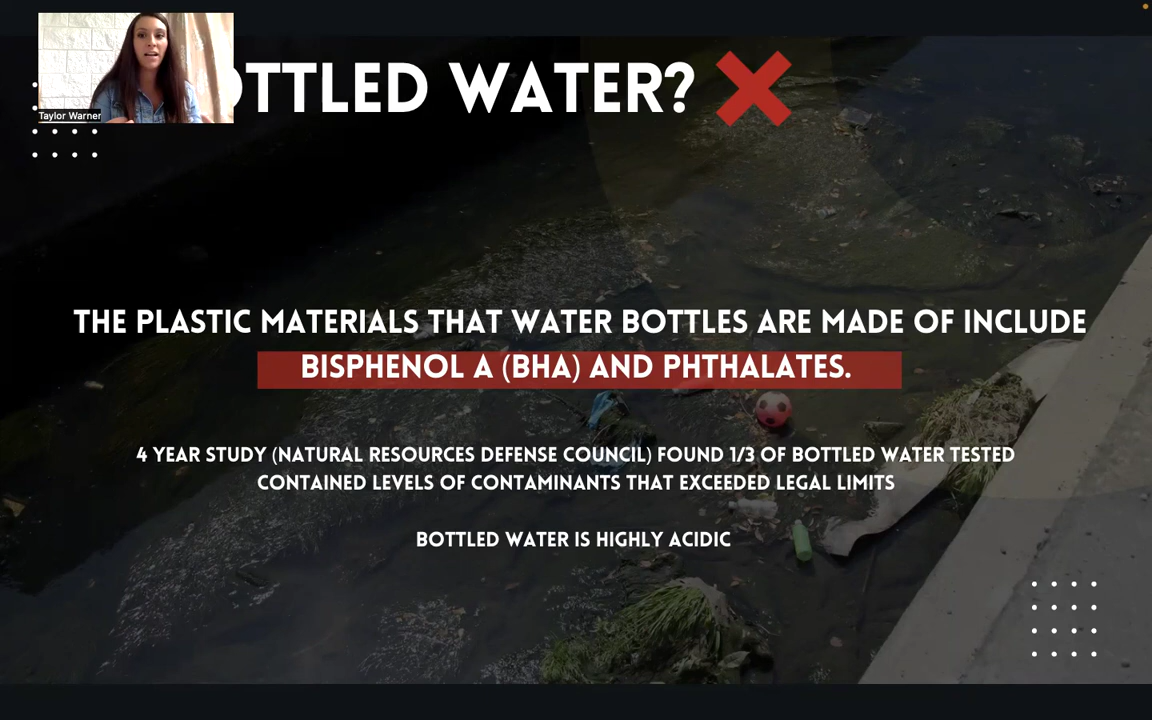 Taylor Warner
OTTLED WATER?
THE PLASTIC MATERIALS THAT WATER BOTTLES ARE MADE OF INCLUDE
BISPHENOL A (BHA) AND PHTHALATES.
4 YEAR STUDY (NATURAL RESOURCES DEFENSE COUNCIL) FOUND 1/3 OF BOTTLED WATER TESTED
CONTAINED LEVELS OF CONTAMINANTS THAT EXCEEDED LEGAL LIMITS
BOTTLED WATER IS HIGHLY ACIDIC